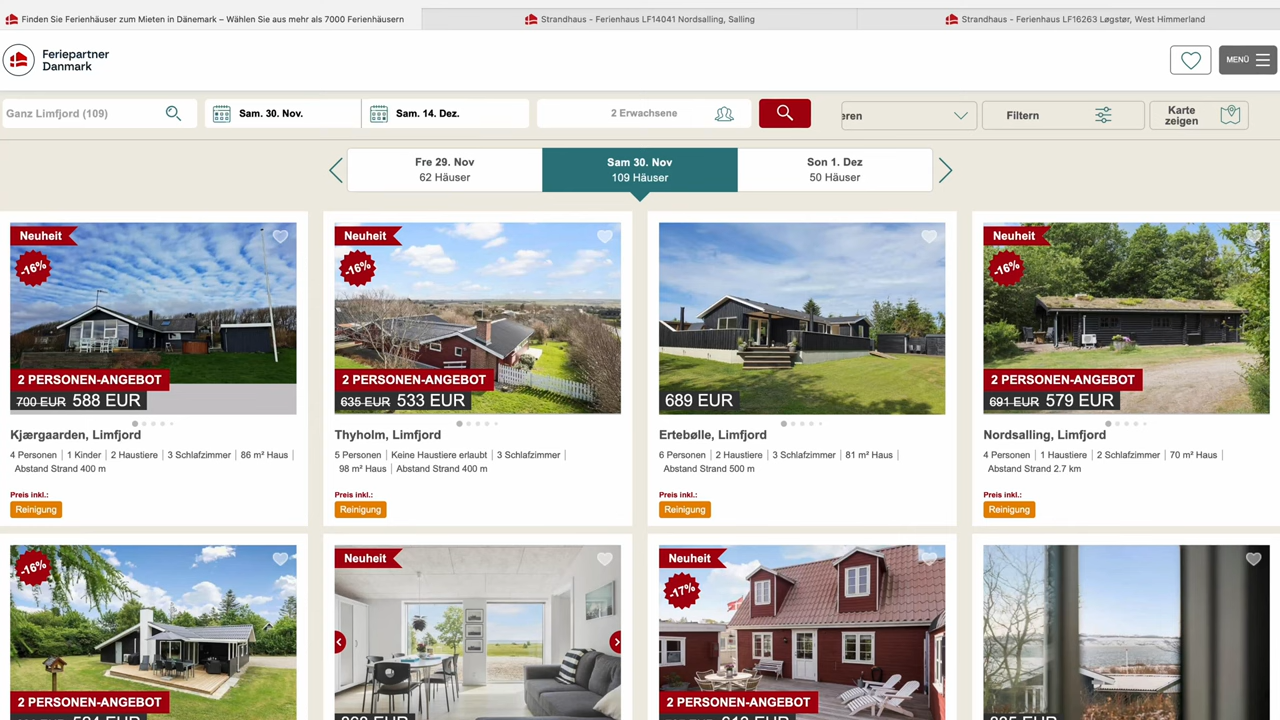 Finden Sie Ferienhäuser zum Mieten in Dänemark – Wählen Sie aus mehr als 7000 Ferienhäusern
Strandhaus - Ferienhaus LF14041 Nordsalling, Salling
Strandhaus - Ferienhaus LF16263 Løgstør, West Himmerland
Feriepartner
Danmark
MENÜ
Ganz Limfjord (109)
Sam. 30. Nov.
Sam. 14. Dez.
2 Erwachsene
eren
Filtern
Karte
zeigen
Fre 29. Nov
62 Häuser
Sam 30. Nov
109 Häuser
Son 1. Dez
50 Häuser
Neuheit
-16%
2 PERSONEN-ANGEBOT
700 EUR 588 EUR
Kjærgaarden, Limfjord
4 Personen | 1 Kinder | 2 Haustiere | 3 Schlafzimmer | 86 m² Haus |
Abstand Strand 400 m
Preis inkl.:
Reinigung
Neuheit
-16%
2 PERSONEN-ANGEBOT
635 EUR 533 EUR
Thyholm, Limfjord
5 Personen | Keine Haustiere erlaubt | 3 Schlafzimmer |
98 m² Haus | Abstand Strand 400 m
Preis inkl.:
Reinigung
689 EUR
Ertebølle, Limfjord
6 Personen | 2 Haustiere | 3 Schlafzimmer | 81 m² Haus |
Abstand Strand 500 m
Preis inkl.:
Reinigung
Neuheit
-16%
2 PERSONEN-ANGEBOT
691 EUR 579 EUR
Nordsalling, Limfjord
4 Personen | 1 Haustiere | 2 Schlafzimmer | 70 m² Haus |
Abstand Strand 2.7 km
Preis inkl.:
Reinigung
-16%
2 PERSONEN-ANGEBOT
Neuheit
Neuheit
-17%
2 PERSONEN-ANGEBOT